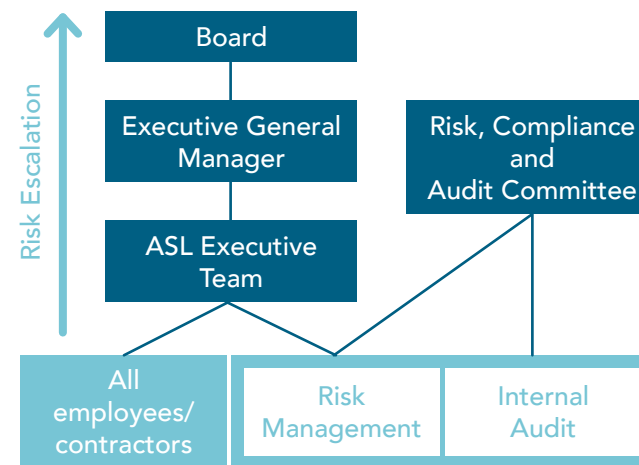 Risk Escalation
Board
Executive General
Manager
Risk, Compliance
and
Audit Committee
ASL Executive
Team
All
employees/
contractors
Risk
Management
Internal
Audit